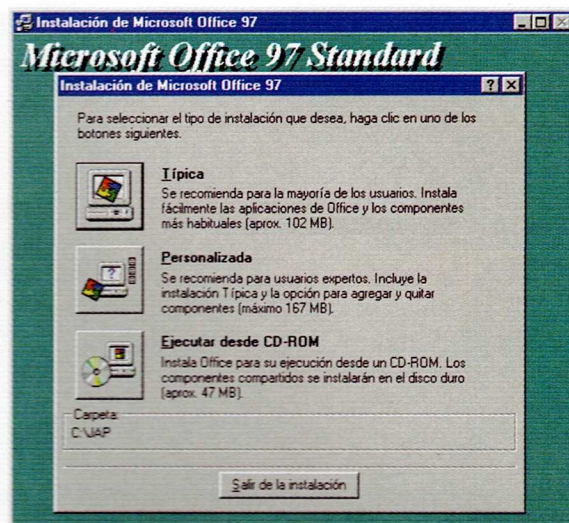 Instalación de Microsoft Office 97
Microsoft Office 97 Standard
Instalación de Microsoft Office 97
Para seleccionar el tipo de instalación que desea, haga clic en uno de los
botones siguientes.
Típica
Se recomienda para la mayoría de los usuarios. Instala
fácilmente las aplicaciones de Office y los componentes
más habituales (aprox. 102 MB).
Personalizada
Se recomienda para usuarios expertos. Incluye la
instalación Típica y la opción para agregar y quitar
componentes (máximo 167 MB).
Ejecutar desde CD-ROM
Instala Office para su ejecución desde un CD-ROM. Los
componentes compartidos se instalarán en el disco duro
(aprox. 47 MB).
Carpeta:
C:\JAP
Salir de la instalación